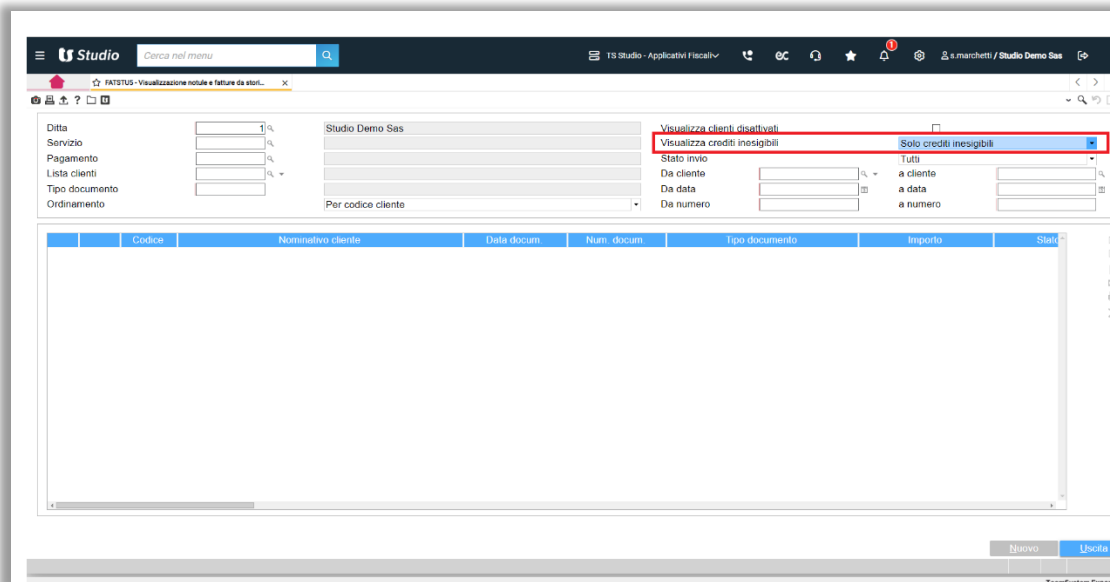 TS Studio Cerca nel menu TS Studio - Applicativi Fiscali 1 s.marchetti / Studio Demo Sas
FATSTU5 - Visualizzazione notule e fatture da stori... X
Ditta 1 Studio Demo Sas Visualizza clienti disattivati
Servizio Visualizza crediti inesigibili Solo crediti inesigibili
Pagamento Stato invio Tutti
Lista clienti Da cliente a cliente
Tipo documento Da data a data
Ordinamento Per codice cliente Da numero a numero
Codice Nominativo cliente Data docum. Num. docum. Tipo documento Importo Stato
Nuovo Uscita